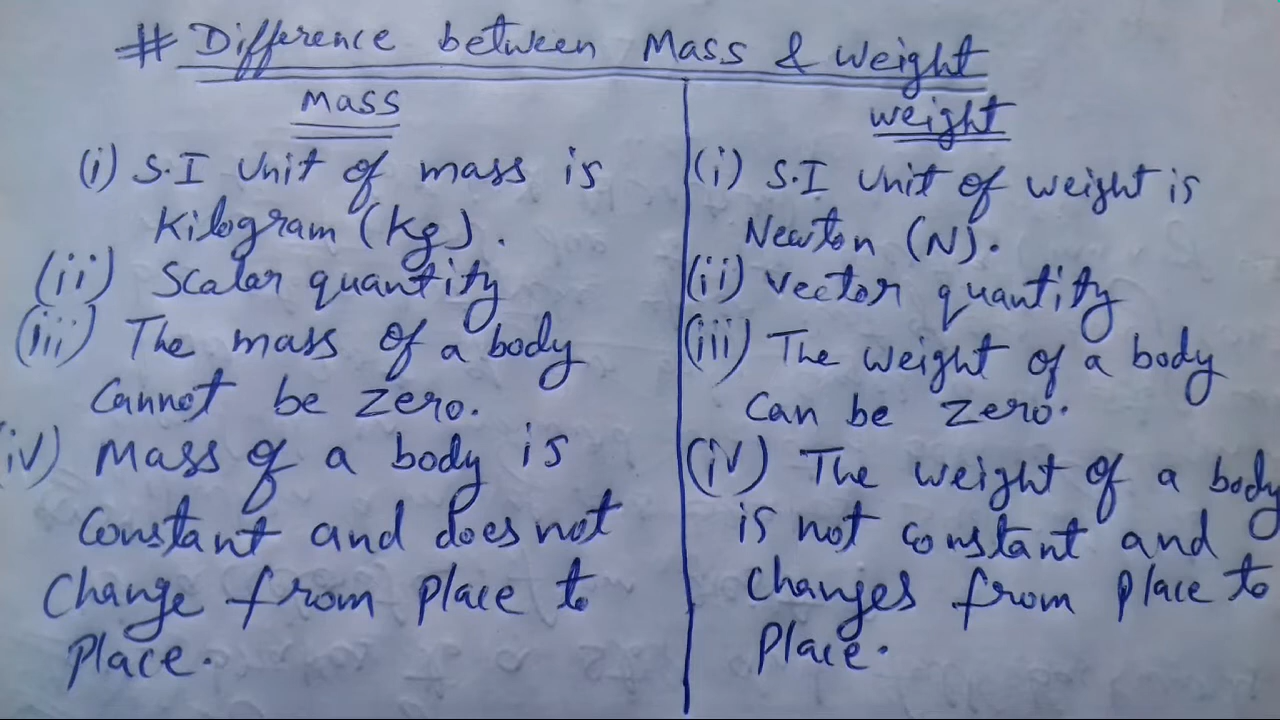 # Difference between Mass & Weight
Mass
(i) S.I Unit of mass is
Kilogram (Kg).
(ii) Scalar quantity
(iii) The mass of a body
Cannot be zero.
(iv) Mass of a body is
Constant and does not
Change from place to
Place.
Weight
(i) S.I Unit of weight is
Newton (N).
(ii) Vector quantity
(iii) The weight of a body
Can be zero.
(iv) The weight of a body
is not constant and
Changes from place to
Place.